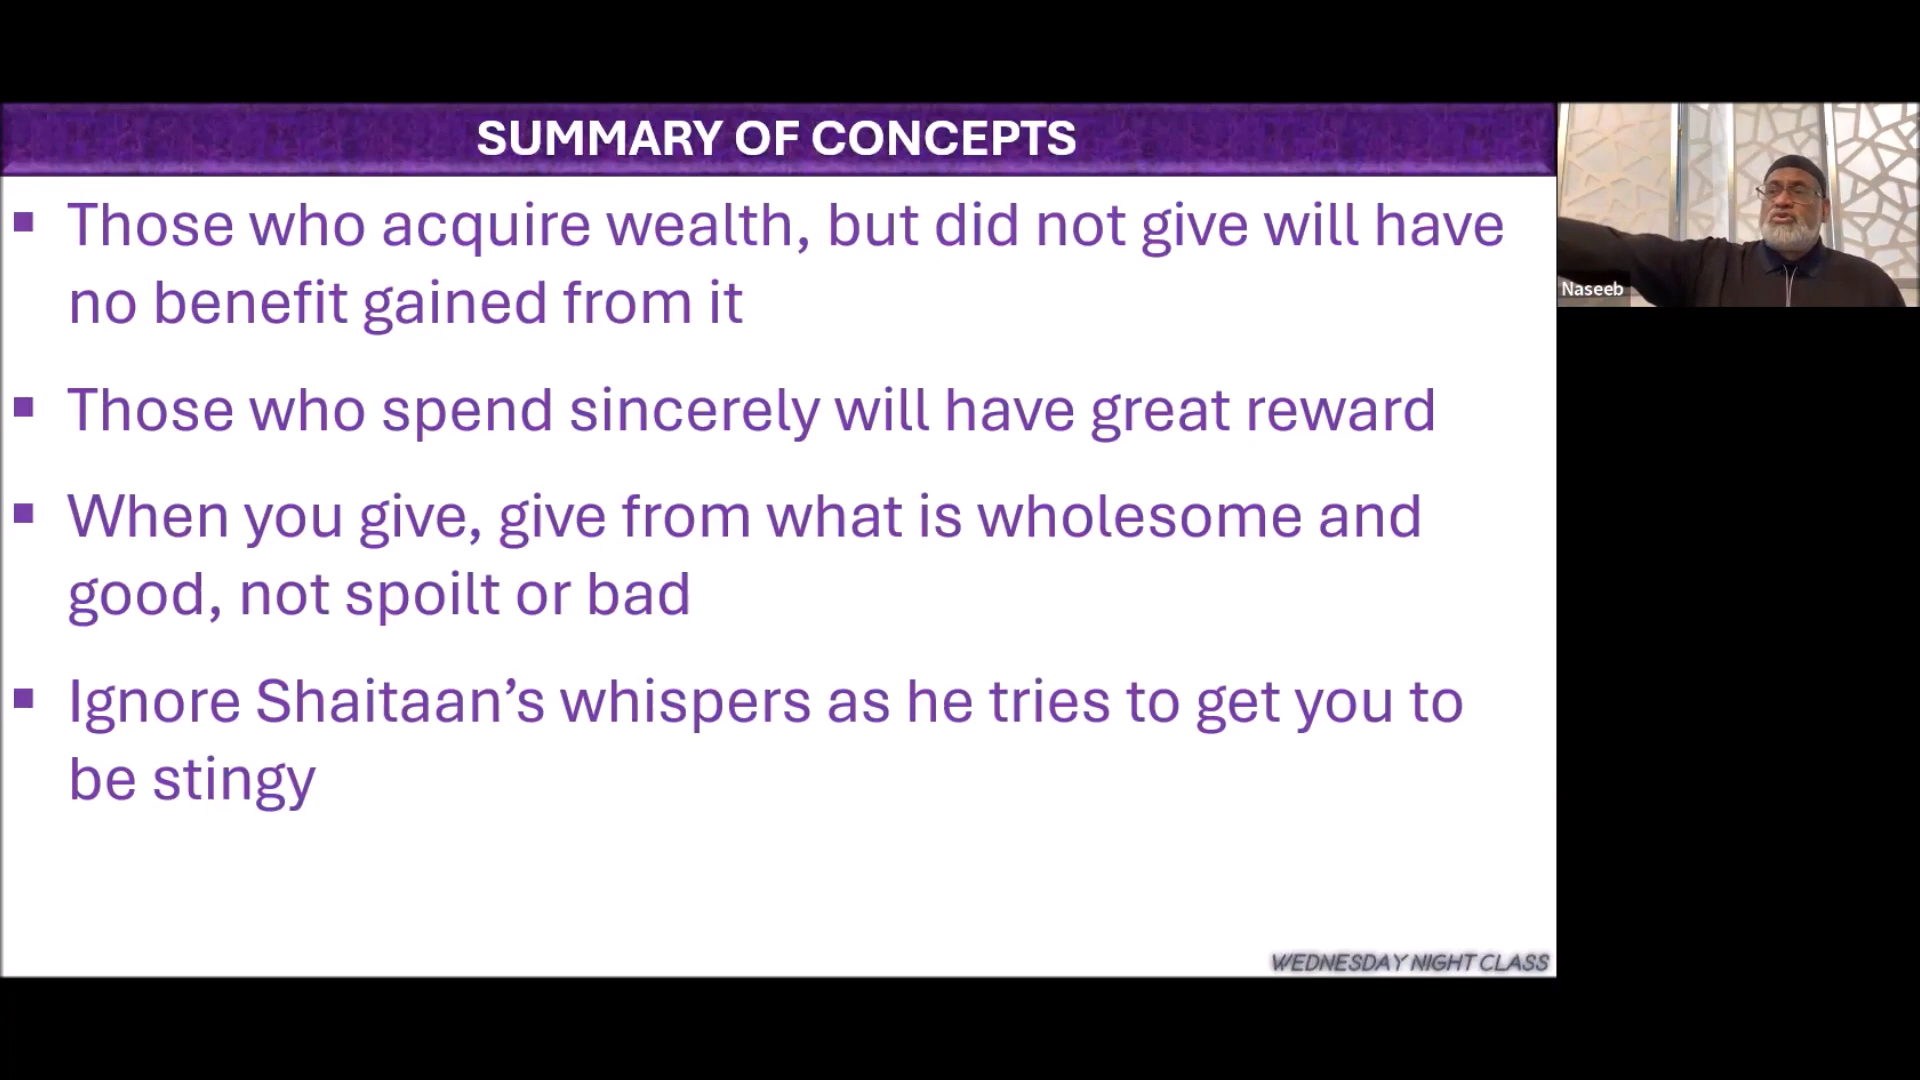 SUMMARY OF CONCEPTS
▪ Those who acquire wealth, but did not give will have
no benefit gained from it
▪ Those who spend sincerely will have great reward
▪ When you give, give from what is wholesome and
good, not spoilt or bad
▪ Ignore Shaitaan’s whispers as he tries to get you to
be stingy
WEDNESDAY NIGHT CLASS
Naseeb